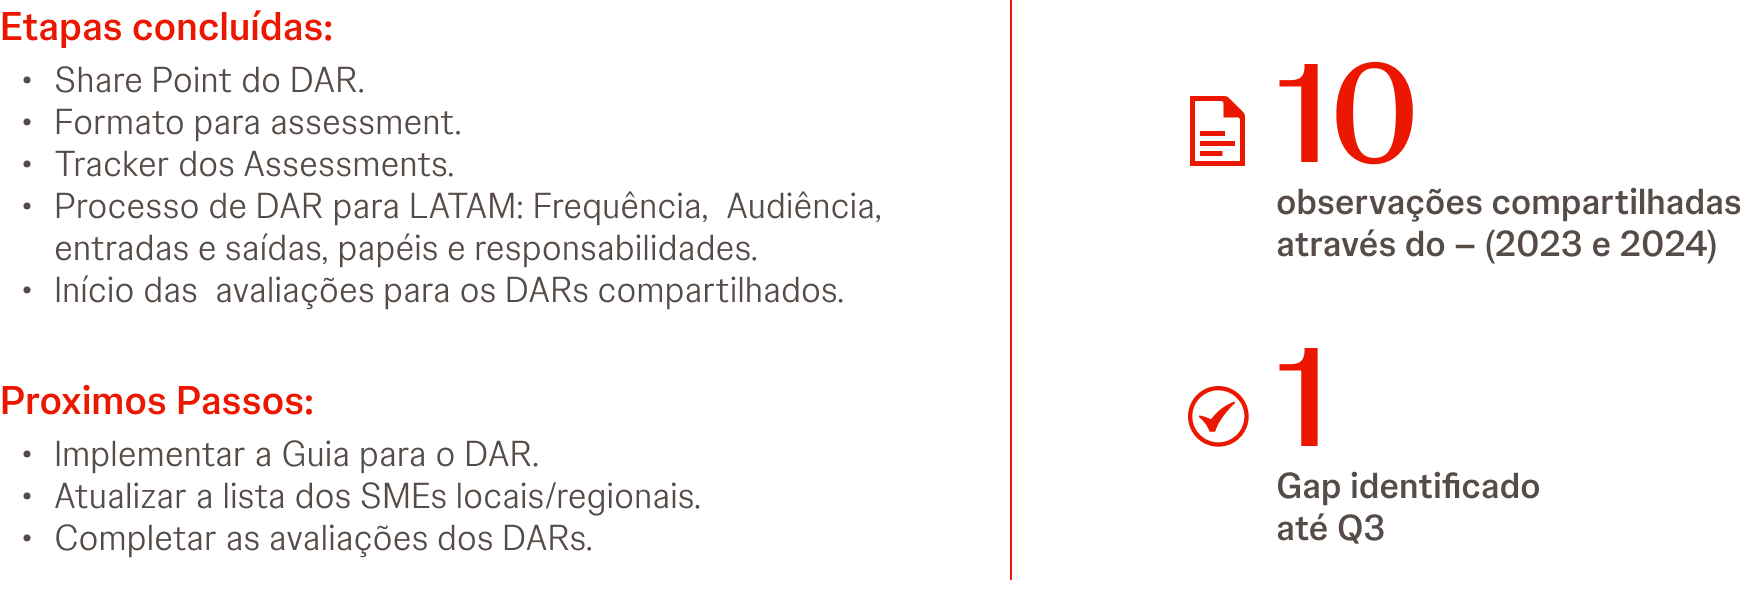 Etapas concluídas:
• Share Point do DAR.
• Formato para assessment.
• Tracker dos Assessments.
• Processo de DAR para LATAM: Frequência,  Audiência,
entradas e saídas, papéis e responsabilidades.
• Início das  avaliações para os DARs compartilhados.
Proximos Passos:
• Implementar a Guia para o DAR.
• Atualizar a lista dos SMEs locais/regionais.
• Completar as avaliações dos DARs.
10
observações compartilhadas
através do – (2023 e 2024)
1
Gap identificado
até Q3